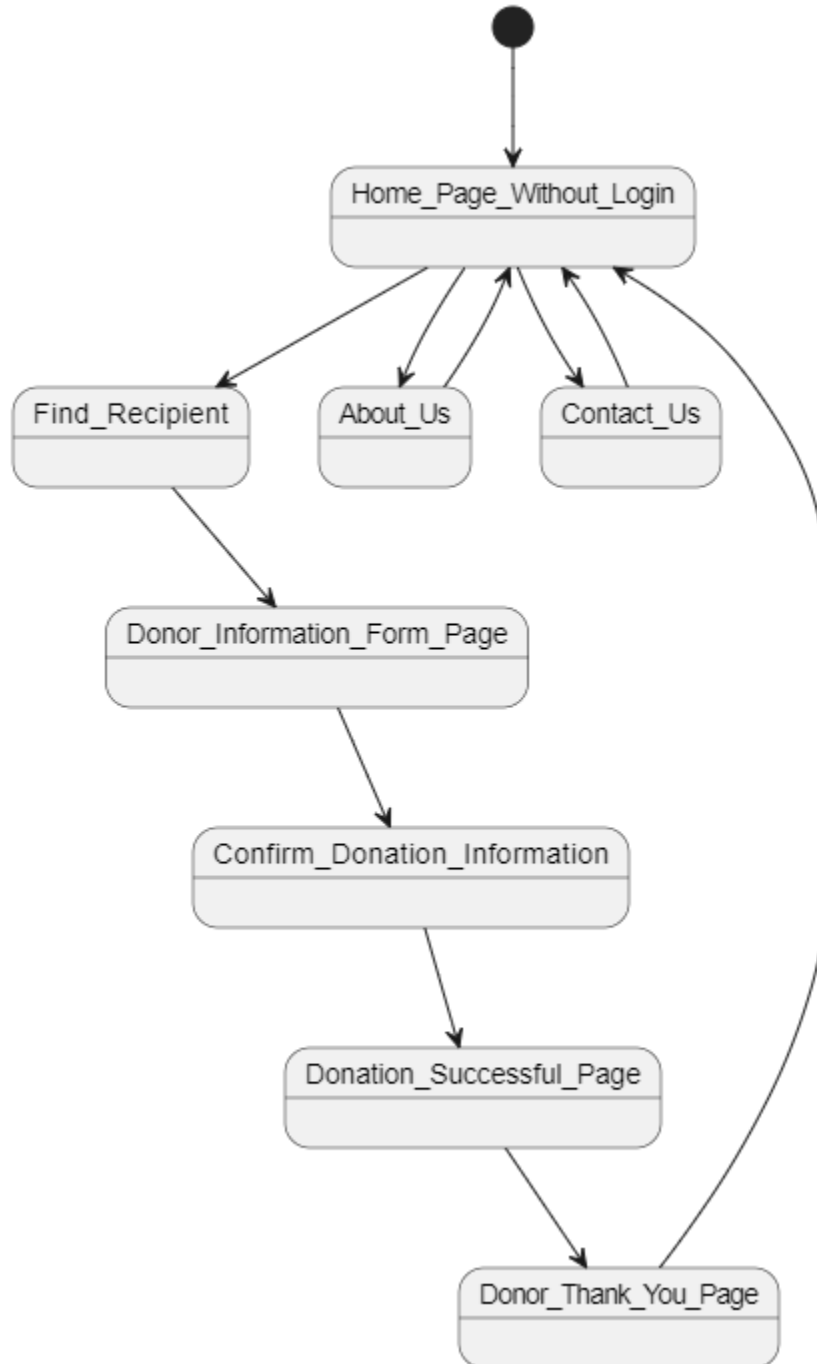 Home_Page_Without_Login
Find_Recipient
About_Us
Contact_Us
Donor_Information_Form_Page
Confirm_Donation_Information
Donation_Successful_Page
Donor_Thank_You_Page